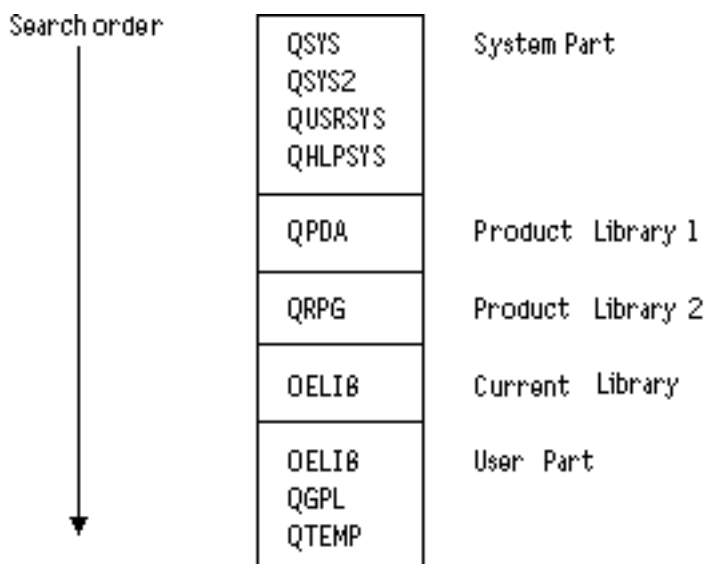 Search order
QSYS System Part
QSYS2
QUSRSYS
QHLPSYS
QPDA Product Library 1
QRPG Product Library 2
OELIB Current Library
OELIB User Part
QGPL
QTEMP